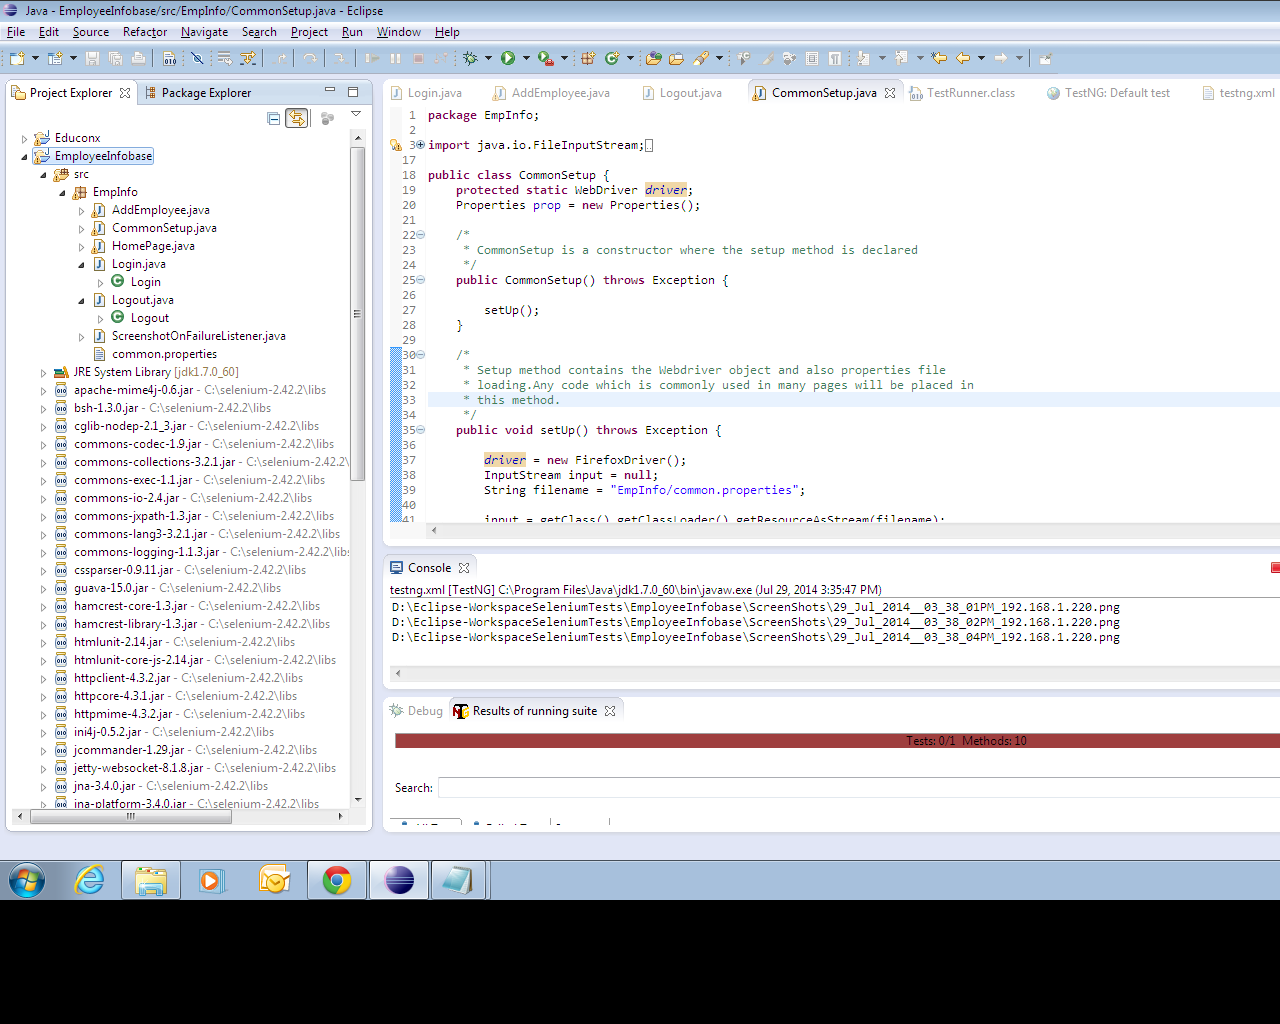 Java - EmployeeInfobase/src/EmpInfo/CommonSetup.java - Eclipse
File Edit Source Refactor Navigate Search Project Run Window Help
Project Explorer Package Explorer
Educonx
EmployeeInfobase
src
EmpInfo
AddEmployee.java
CommonSetup.java
HomePage.java
Login.java
Login
Logout.java
Logout
ScreenshotOnFailureListener.java
common.properties
JRE System Library [jdk1.7.0_60]
apache-mime4j-0.6.jar - C:\selenium-2.42.2\libs
bsh-1.3.0.jar - C:\selenium-2.42.2\libs
cglib-nodep-2.1_3.jar - C:\selenium-2.42.2\libs
commons-codec-1.9.jar - C:\selenium-2.42.2\libs
commons-collections-3.2.1.jar - C:\selenium-2.42.2\
commons-exec-1.1.jar - C:\selenium-2.42.2\libs
commons-io-2.4.jar - C:\selenium-2.42.2\libs
commons-jxpath-1.3.jar - C:\selenium-2.42.2\libs
commons-lang3-3.2.1.jar - C:\selenium-2.42.2\libs
commons-logging-1.1.3.jar - C:\selenium-2.42.2\libs
cssparser-0.9.11.jar - C:\selenium-2.42.2\libs
guava-15.0.jar - C:\selenium-2.42.2\libs
hamcrest-core-1.3.jar - C:\selenium-2.42.2\libs
hamcrest-library-1.3.jar - C:\selenium-2.42.2\libs
htmlunit-2.14.jar - C:\selenium-2.42.2\libs
htmlunit-core-js-2.14.jar - C:\selenium-2.42.2\libs
httpclient-4.3.2.jar - C:\selenium-2.42.2\libs
httpcore-4.3.1.jar - C:\selenium-2.42.2\libs
httpmime-4.3.2.jar - C:\selenium-2.42.2\libs
ini4j-0.5.2.jar - C:\selenium-2.42.2\libs
jcommander-1.29.jar - C:\selenium-2.42.2\libs
jetty-websocket-8.1.8.jar - C:\selenium-2.42.2\libs
jna-3.4.0.jar - C:\selenium-2.42.2\libs
jna-platform-3.4.0.jar - C:\selenium-2.42.2\libs
Login.java AddEmployee.java Logout.java CommonSetup.java TestRunner.class TestNG: Default test testng.xml
1 package EmpInfo;
2
3 import java.io.FileInputStream;
17
18 public class CommonSetup {
19 protected static WebDriver driver;
20 Properties prop = new Properties();
21
22 /*
23 * CommonSetup is a constructor where the setup method is declared
24 */
25 public CommonSetup() throws Exception {
26
27 setUp();
28 }
29
30 /*
31 * Setup method contains the Webdriver object and also properties file
32 * loading.Any code which is commonly used in many pages will be placed in
33 * this method.
34 */
35 public void setUp() throws Exception {
36
37 driver = new FirefoxDriver();
38 InputStream input = null;
39 String filename = "EmpInfo/common.properties";
40
41 input = getClass().getClassLoader().getResourceAsStream(filename);
Console
testng.xml [TestNG] C:\Program Files\Java\jdk1.7.0_60\bin\javaw.exe (Jul 29, 2014 3:35:47 PM)
D:\Eclipse-WorkspaceSeleniumTests\EmployeeInfobase\ScreenShots\29_Jul_2014__03_38_01PM_192.168.1.220.png
D:\Eclipse-WorkspaceSeleniumTests\EmployeeInfobase\ScreenShots\29_Jul_2014__03_38_02PM_192.168.1.220.png
D:\Eclipse-WorkspaceSeleniumTests\EmployeeInfobase\ScreenShots\29_Jul_2014__03_38_04PM_192.168.1.220.png
Debug Results of running suite
Tests: 0/1 Methods: 10
Search: